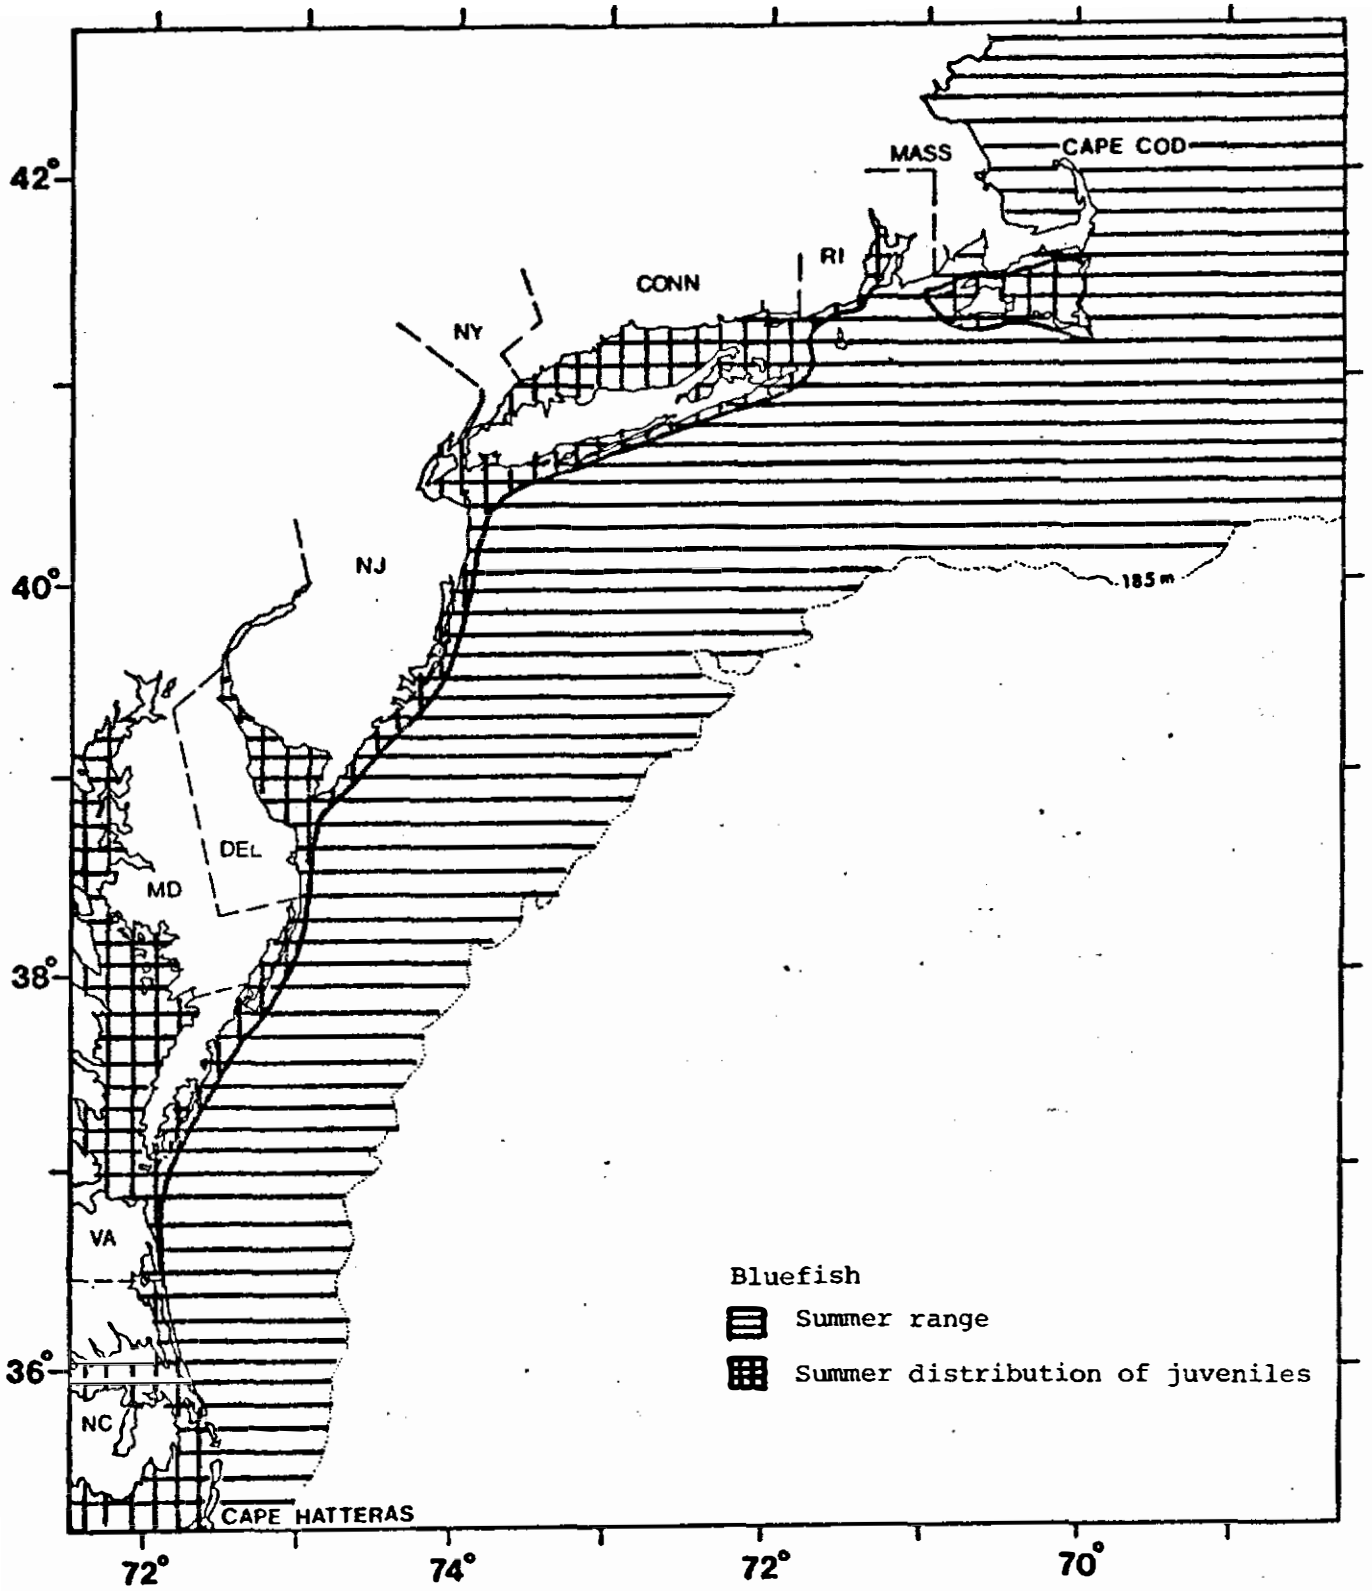 CAPE COD
MASS
42°
RI
CONN
NY
NJ
40°
185m
DEL
MD
38°
VA
Bluefish
Summer range
36°
Summer distribution of juveniles
NC
CAPE HATTERAS
72° 74° 72° 70°